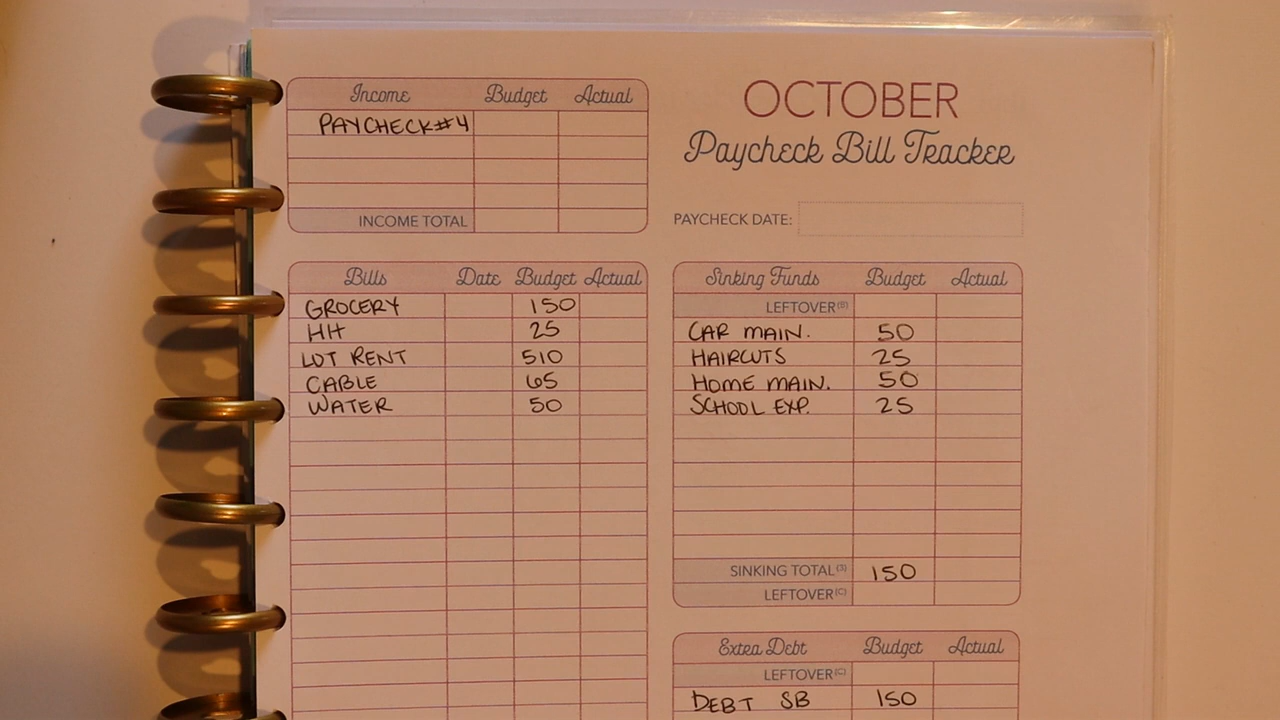 Income Budget Actual
PAYCHECK#4
INCOME TOTAL
OCTOBER
Paycheck Bill Tracker
PAYCHECK DATE:
Bills Date Budget Actual
GROCERY 150
HH 25
LOT RENT 510
CABLE 65
WATER 50
Sinking Funds Budget Actual
LEFTOVER(B)
CAR MAIN. 50
HAIRCUTS 25
HOME MAIN. 50
SCHOOL EXP. 25
SINKING TOTAL(3) 150
LEFTOVER(C)
Extra Debt Budget Actual
LEFTOVER(C)
DEBT SB 150